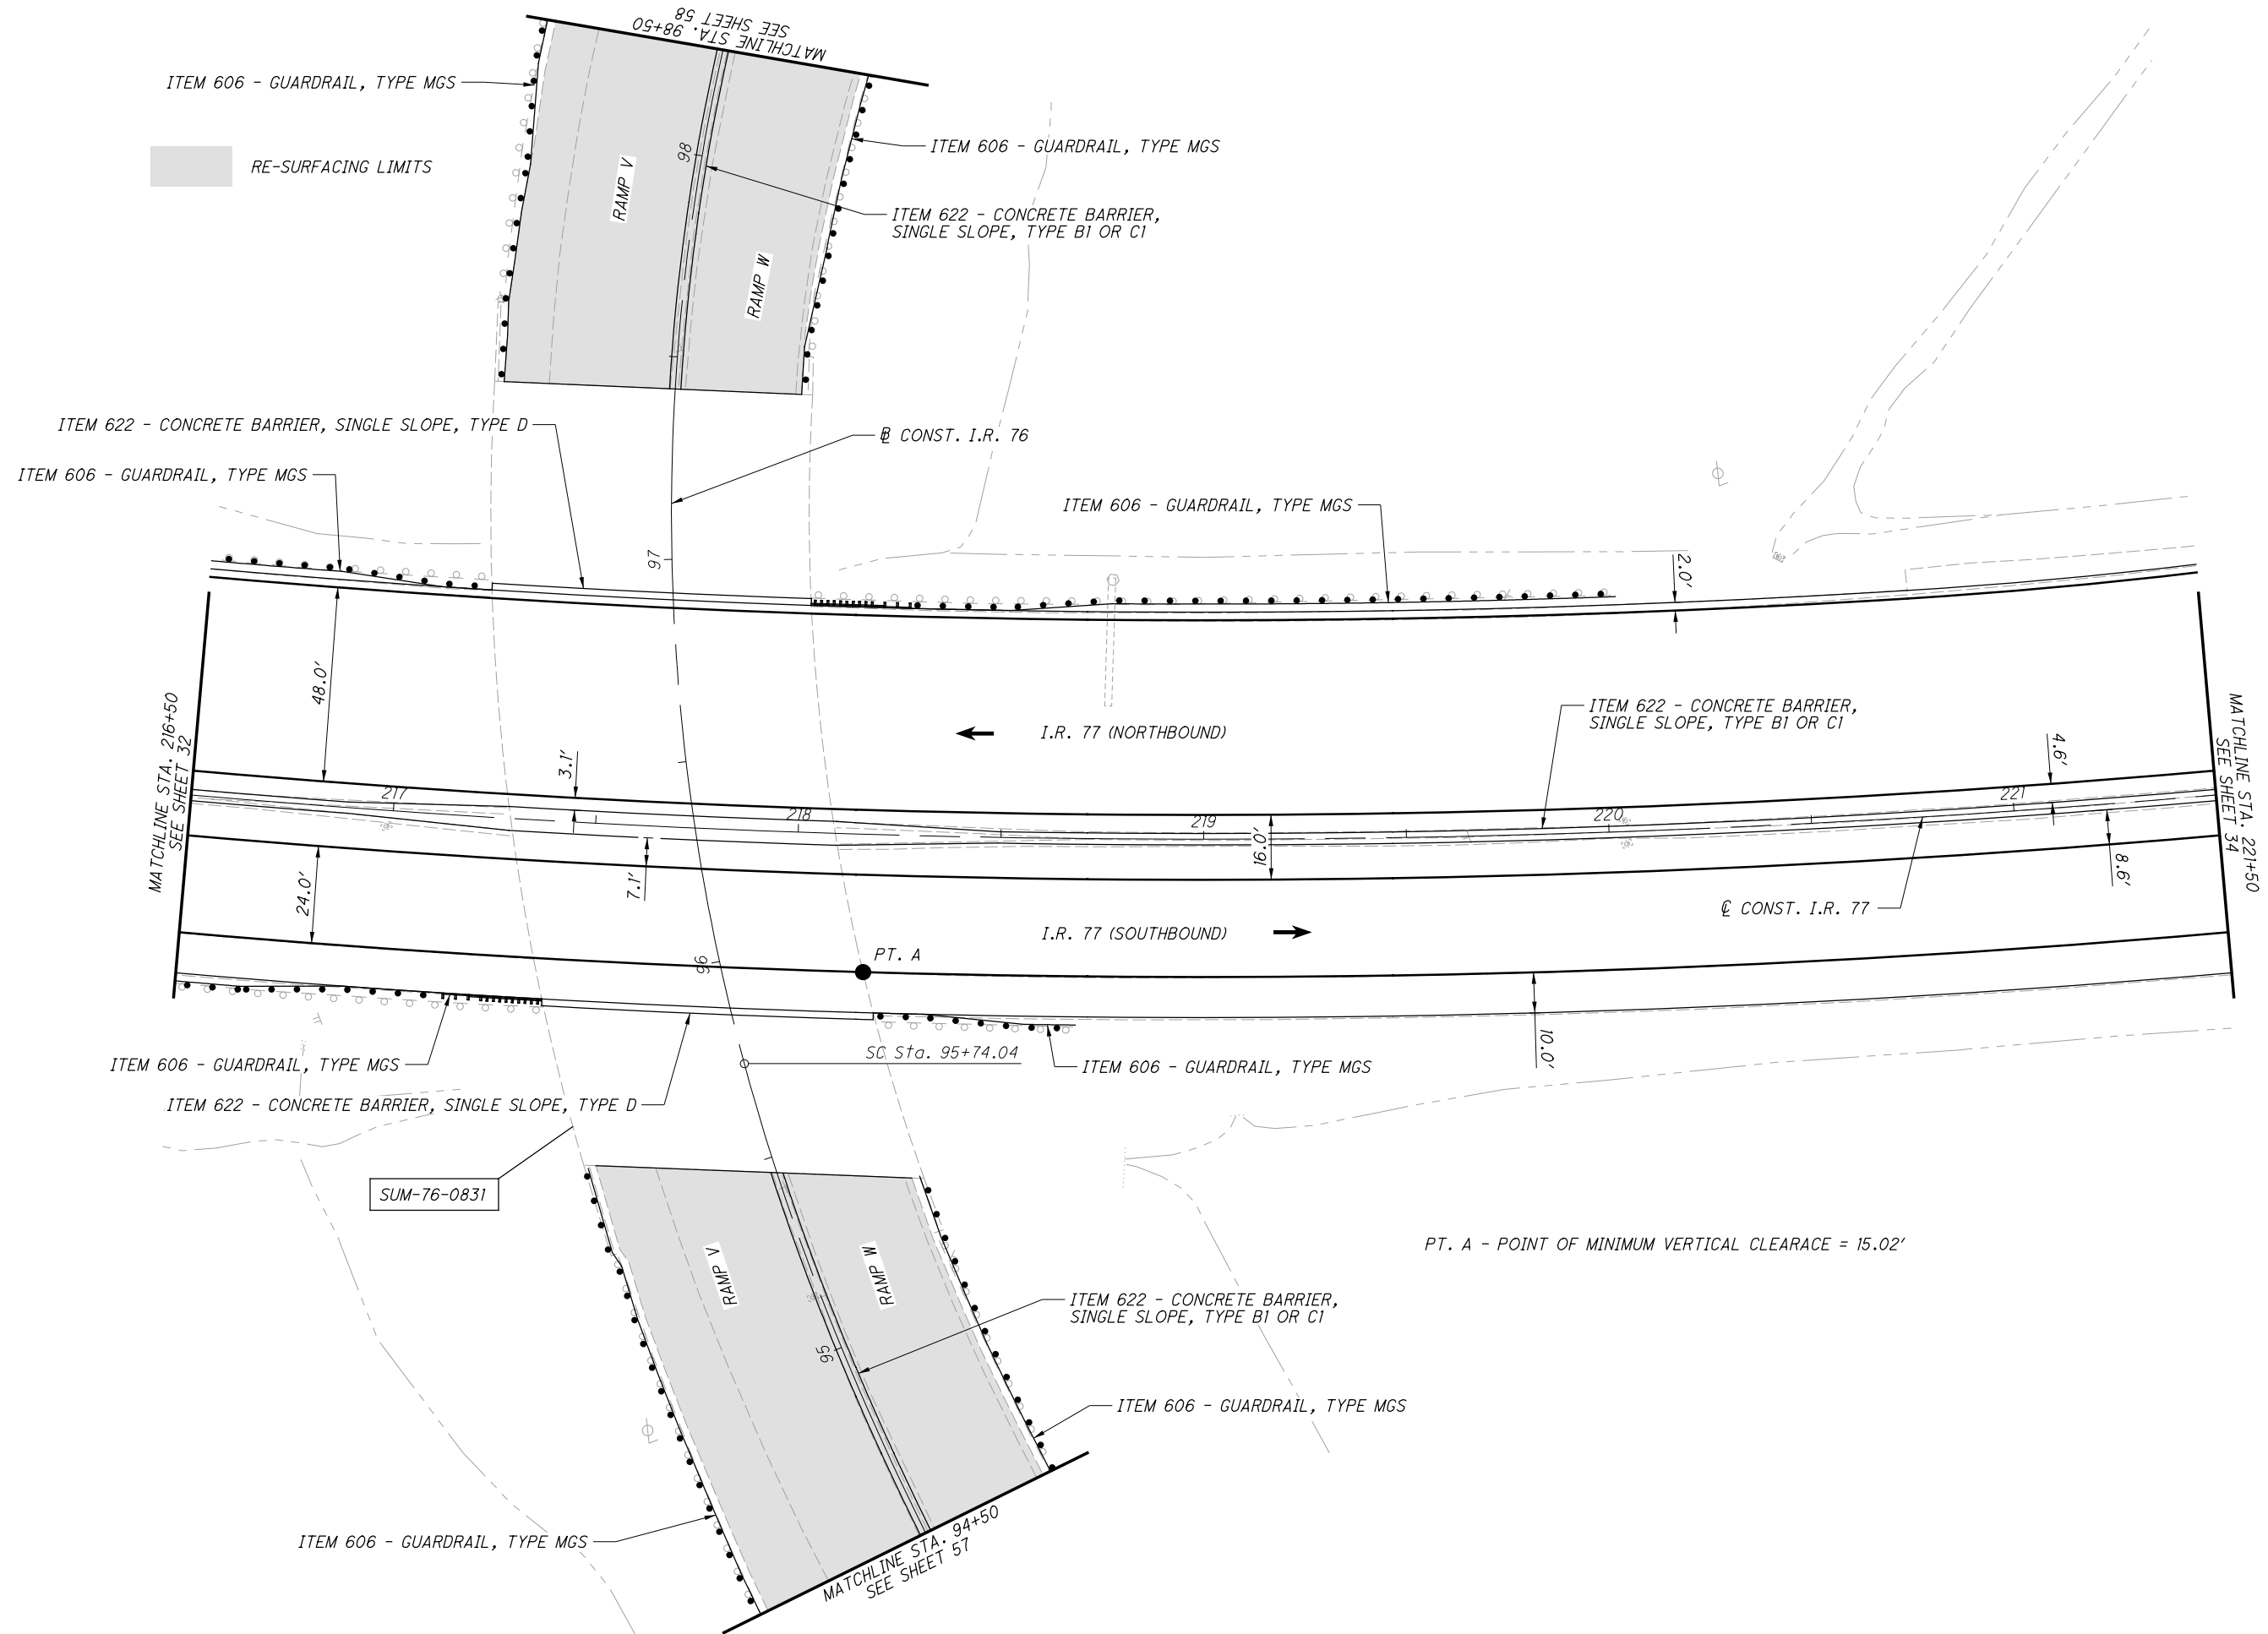 MATCHLINE STA. 98+50
SEE SHEET 58
ITEM 606 - GUARDRAIL, TYPE MGS
RE-SURFACING LIMITS
RAMP V
98
RAMP W
ITEM 606 - GUARDRAIL, TYPE MGS
ITEM 622 - CONCRETE BARRIER,
SINGLE SLOPE, TYPE B1 OR C1
ITEM 622 - CONCRETE BARRIER, SINGLE SLOPE, TYPE D
℄ CONST. I.R. 76
ITEM 606 - GUARDRAIL, TYPE MGS
ITEM 606 - GUARDRAIL, TYPE MGS
97
2.0'
MATCHLINE STA. 216+50
SEE SHEET 32
48.0'
I.R. 77 (NORTHBOUND)
ITEM 622 - CONCRETE BARRIER,
SINGLE SLOPE, TYPE B1 OR C1
3.1'
4.6'
MATCHLINE STA. 221+50
SEE SHEET 34
217
218
219
220
221
24.0'
7.1'
16.0'
8.6'
℄ CONST. I.R. 77
I.R. 77 (SOUTHBOUND)
PT. A
96
10.0'
SC Sta. 95+74.04
ITEM 606 - GUARDRAIL, TYPE MGS
ITEM 606 - GUARDRAIL, TYPE MGS
ITEM 622 - CONCRETE BARRIER, SINGLE SLOPE, TYPE D
SUM-76-0831
PT. A - POINT OF MINIMUM VERTICAL CLEARACE = 15.02'
RAMP V
RAMP W
ITEM 622 - CONCRETE BARRIER,
SINGLE SLOPE, TYPE B1 OR C1
95
ITEM 606 - GUARDRAIL, TYPE MGS
ITEM 606 - GUARDRAIL, TYPE MGS
MATCHLINE STA. 94+50
SEE SHEET 57